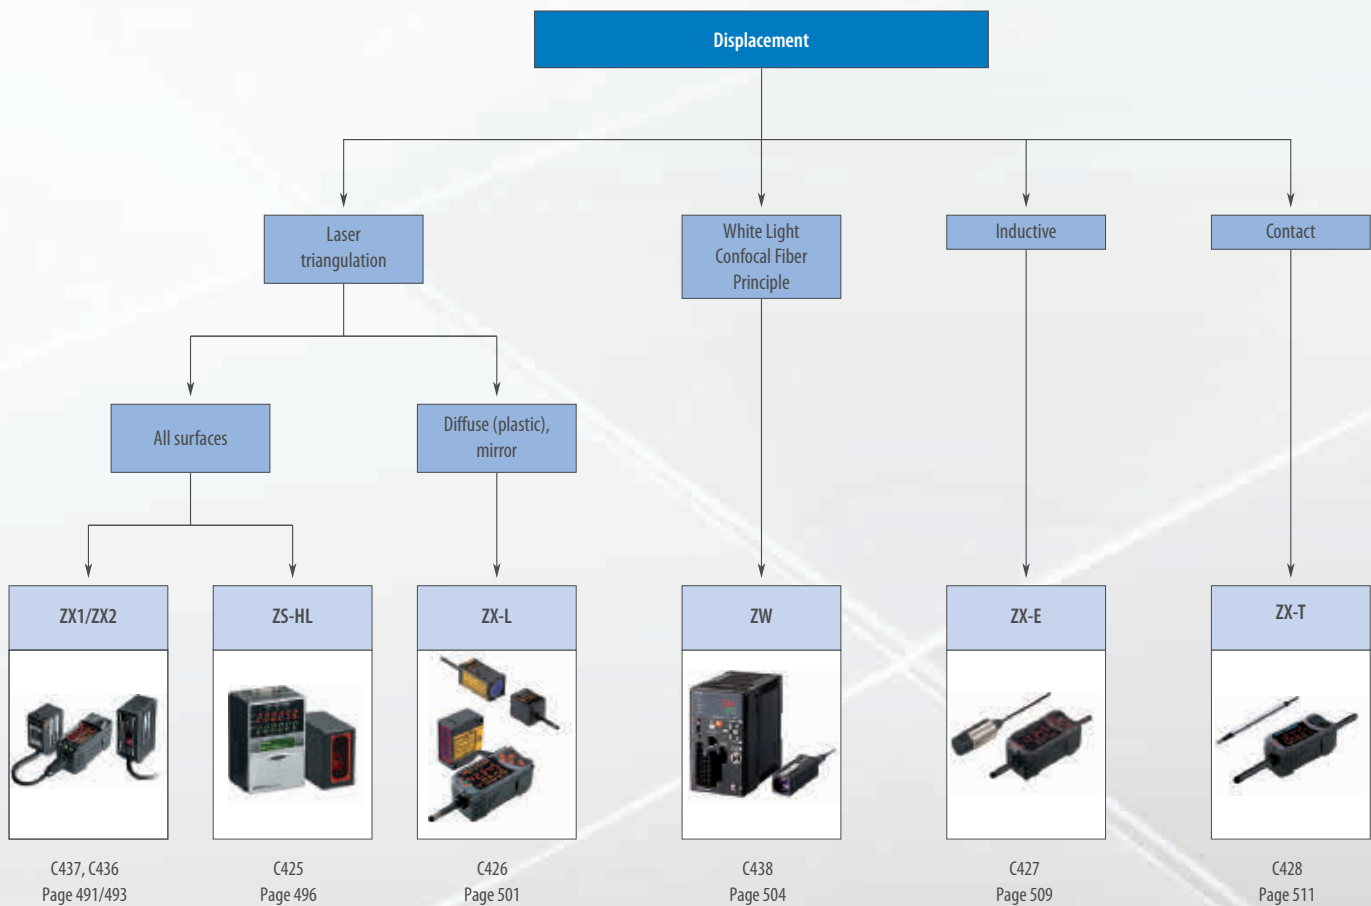 Displacement
Laser
triangulation
White Light
Confocal Fiber
Principle
Inductive
Contact
All surfaces
Diffuse (plastic),
mirror
ZX1/ZX2
ZS-HL
ZX-L
ZW
ZX-E
ZX-T
C437, C436
Page 491/493
C425
Page 496
C426
Page 501
C438
Page 504
C427
Page 509
C428
Page 511